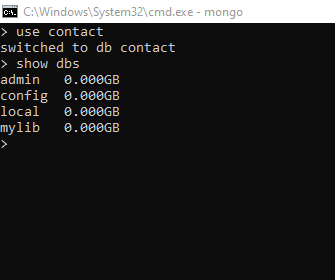 C:\Windows\System32\cmd.exe - mongo
> use contact
switched to db contact
> show dbs
admin   0.000GB
config  0.000GB
local   0.000GB
mylib   0.000GB
>